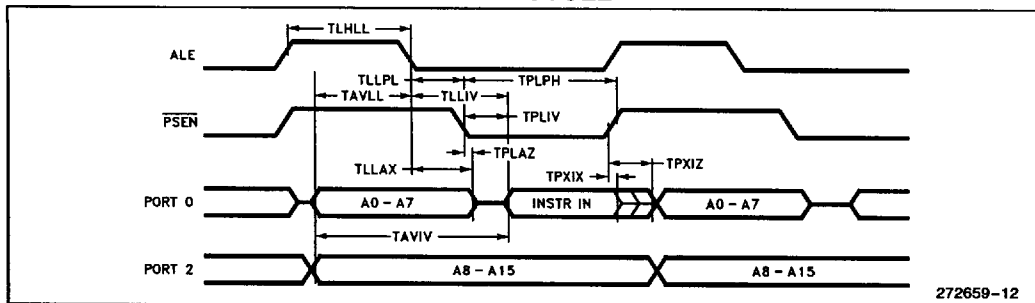 TLHLL
ALE
TLLPL
TPLPH
TAVLL
TLLIV
PSEN
TPLIV
TPLAZ
TLLAX
TPXIZ
TPXIX
PORT 0
A0 – A7
INSTR IN
A0 – A7
TAVIV
PORT 2
A8 – A15
A8 – A15
272659–12